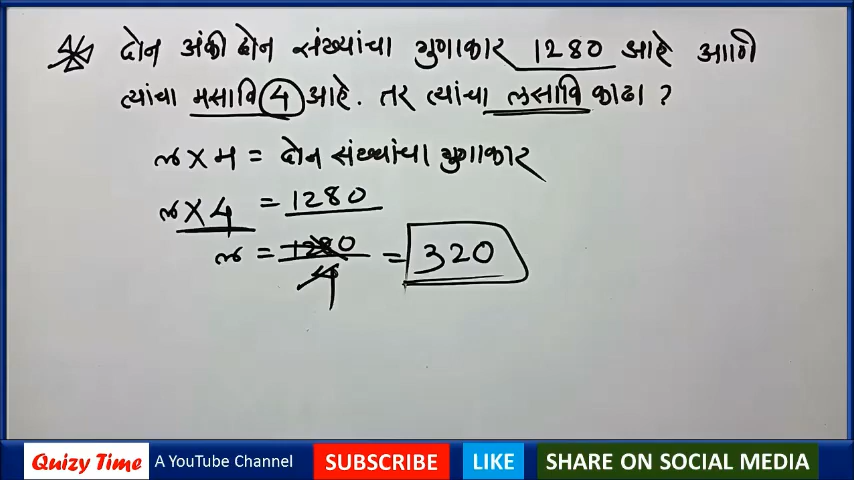 दोन अंकी दोन संख्यांचा गुणाकार 1280 आहे आणि
त्यांचा मसावि 4 आहे. तर त्यांचा लसावि काढा ?
ल × म = दोन संख्यांचा गुणाकार
ल × 4 = 1280
ल = 1280 / 4 = 320
Quizy Time A YouTube Channel SUBSCRIBE LIKE SHARE ON SOCIAL MEDIA